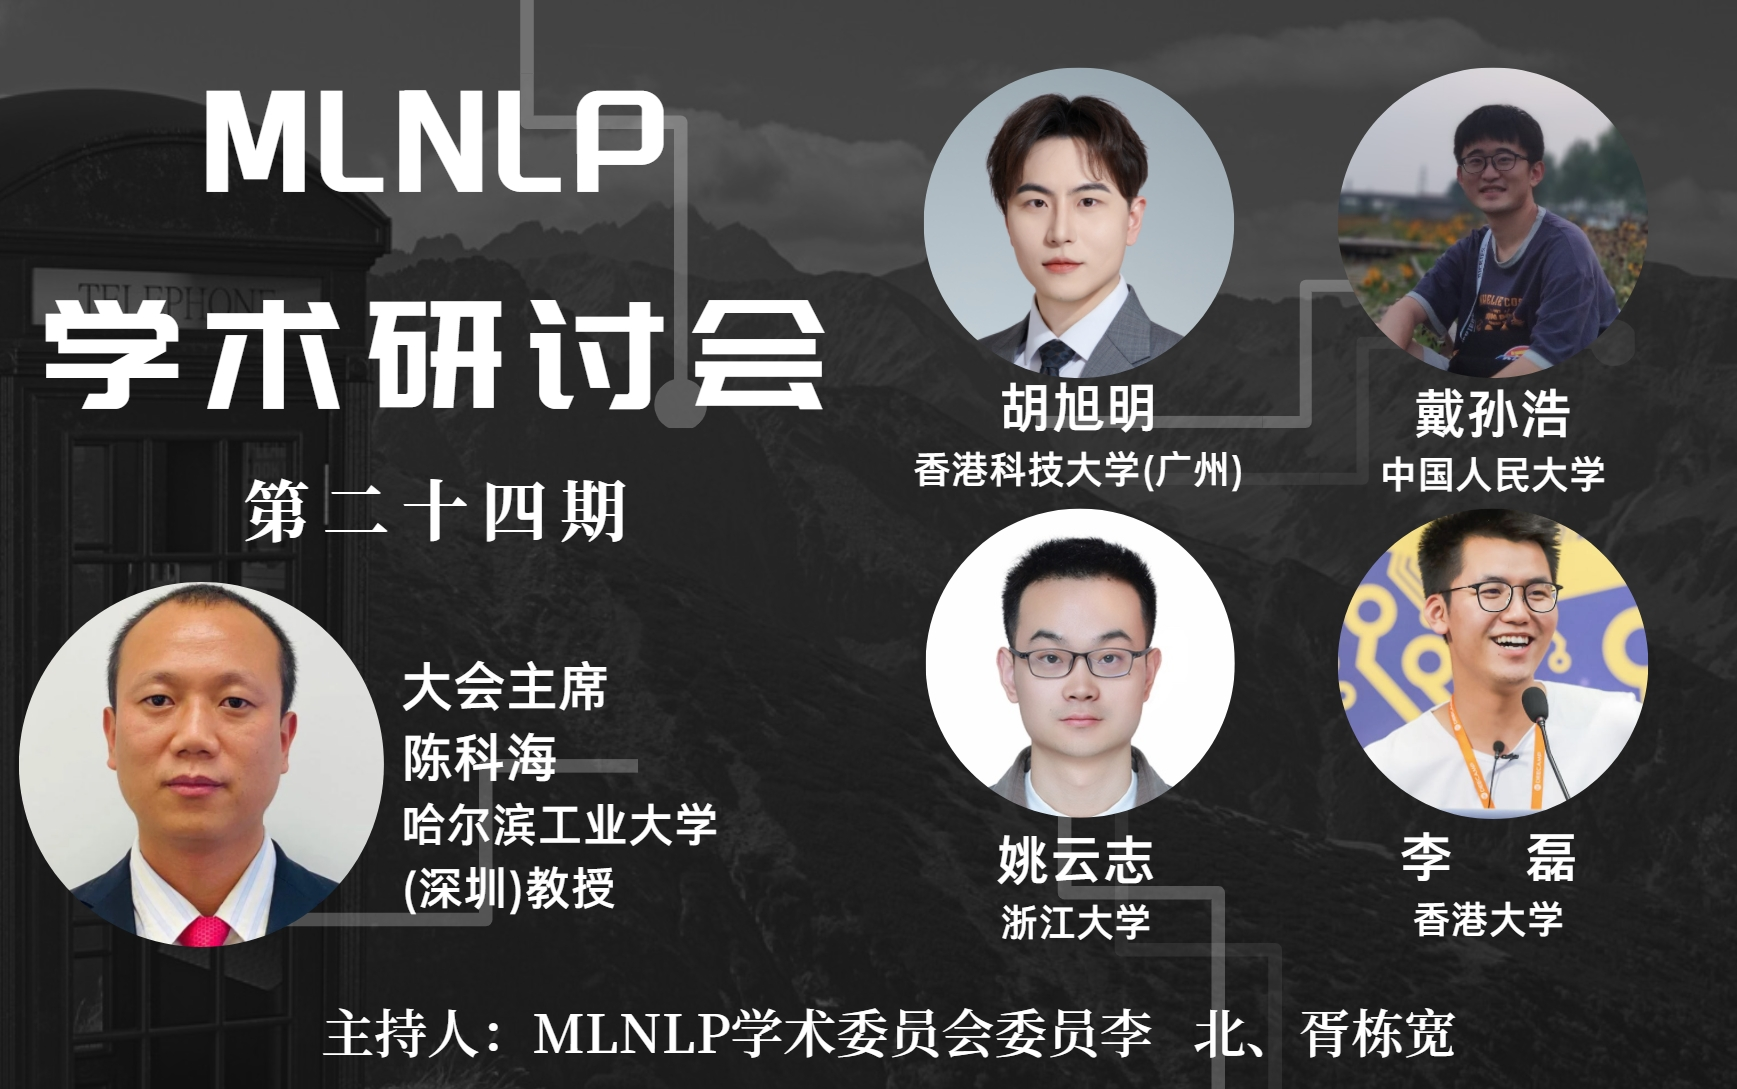 MLNLP
学术研讨会
第二十四期
TELEPHONE
大会主席
陈科海
哈尔滨工业大学
(深圳)教授
胡旭明
香港科技大学(广州)
戴孙浩
中国人民大学
姚云志
浙江大学
李 磊
香港大学
主持人：MLNLP学术委员会委员李 北、胥栋宽